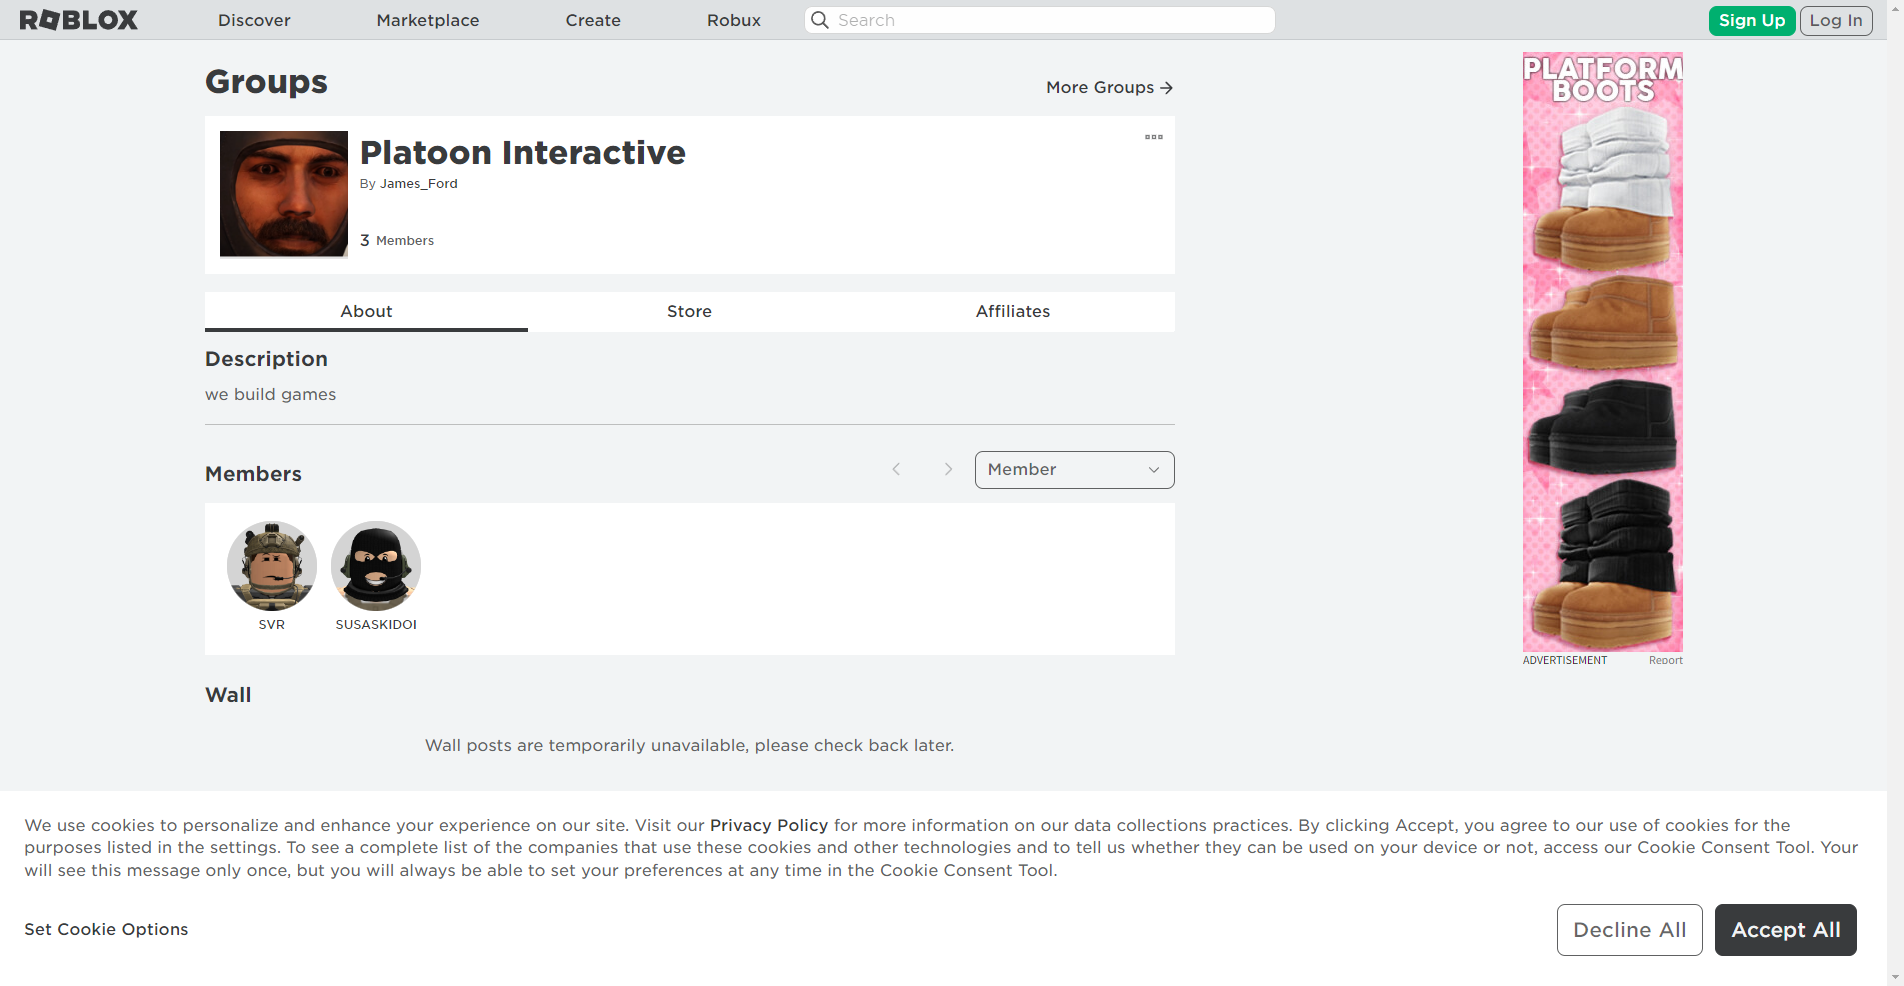 ROBLOX
Discover
Marketplace
Create
Robux
Search
Sign Up
Log In
Groups
More Groups
Platoon Interactive
By James_Ford
3 Members
About
Store
Affiliates
Description
we build games
Members
Member
SVR
SUSASKIDOI
Wall
Wall posts are temporarily unavailable, please check back later.
PLATFORM
BOOTS
ADVERTISEMENT
Report
We use cookies to personalize and enhance your experience on our site. Visit our Privacy Policy for more information on our data collections practices. By clicking Accept, you agree to our use of cookies for the
purposes listed in the settings. To see a complete list of the companies that use these cookies and other technologies and to tell us whether they can be used on your device or not, access our Cookie Consent Tool. Your
will see this message only once, but you will always be able to set your preferences at any time in the Cookie Consent Tool.
Set Cookie Options
Decline All
Accept All